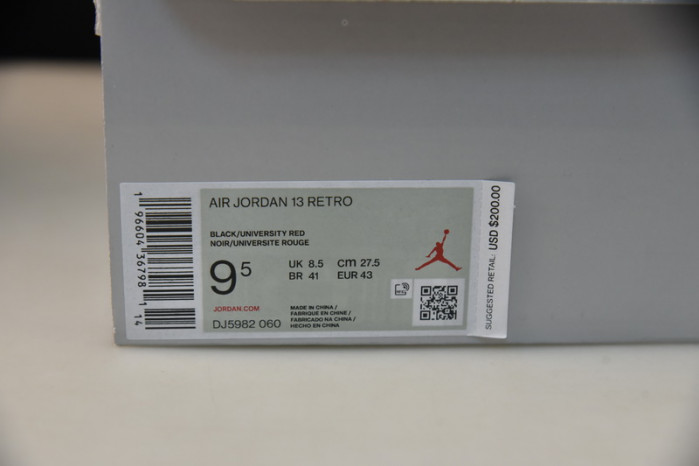 1 96604 36798 1 14
AIR JORDAN 13 RETRO
BLACK/UNIVERSITY RED
NOIR/UNIVERSITE ROUGE
9 5
UK 8.5 cm 27.5
BR 41 EUR 43
JORDAN.COM
DJ5982 060
MADE IN CHINA /
FABRIQUE EN CHINE /
FABRICADO NA CHINA /
HECHO EN CHINA
SUGGESTED RETAIL: USD $200.00